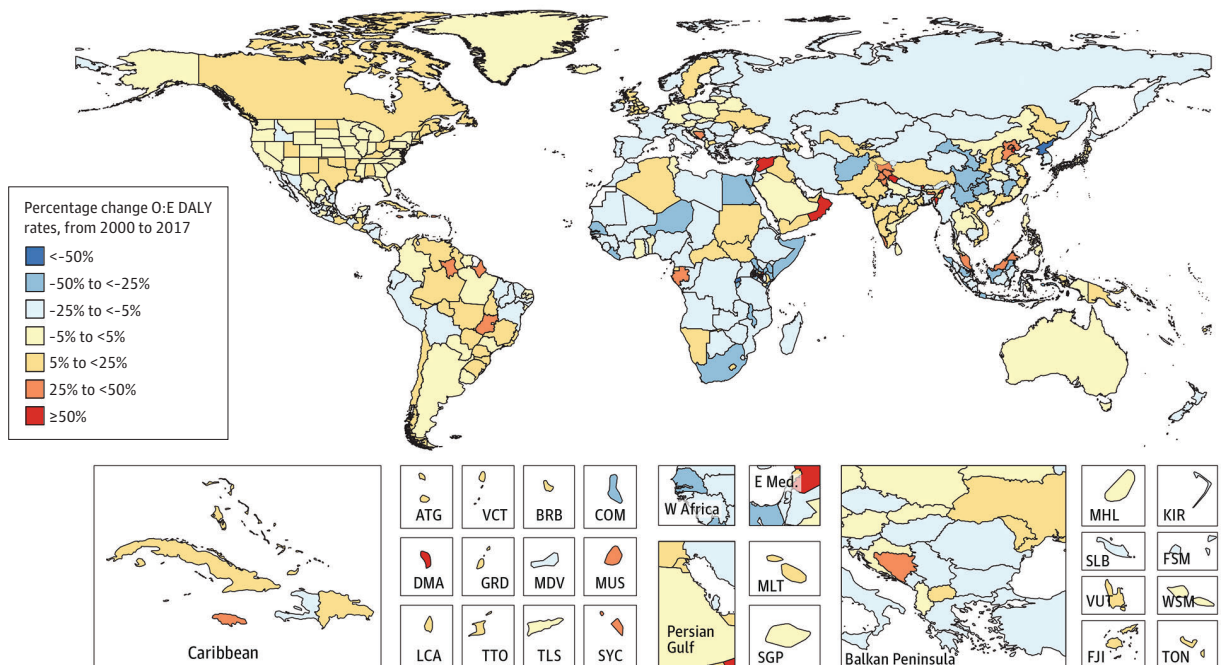 Percentage change O:E DALY
rates, from 2000 to 2017
<-50%
-50% to <-25%
-25% to <-5%
-5% to <5%
5% to <25%
25% to <50%
≥50%
Caribbean
ATG
VCT
BRB
COM
DMA
GRD
MDV
MUS
LCA
TTO
TLS
SYC
W Africa
E Med.
Persian
Gulf
MLT
SGP
Balkan Peninsula
MHL
KIR
SLB
FSM
VUT
WSM
FJI
TON